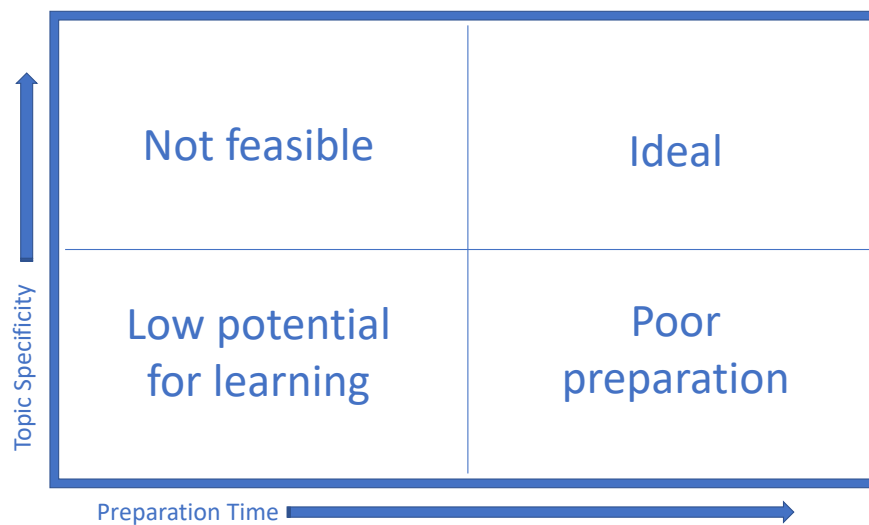 Not feasible
Ideal
Low potential
for learning
Poor
preparation
Topic Specificity
Preparation Time